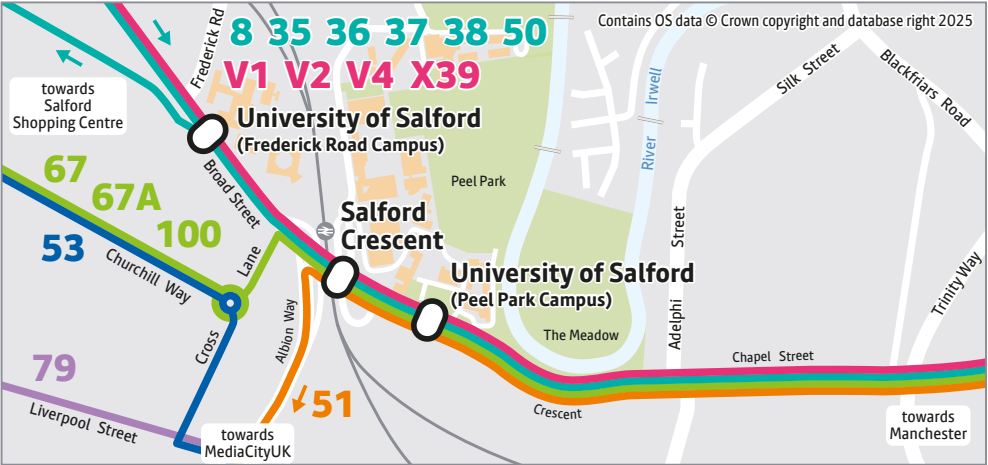 Contains OS data © Crown copyright and database right 2025
8 35 36 37 38 50
V1 V2 V4 X39
Frederick Rd
towards
Salford
Shopping Centre
University of Salford
(Frederick Road Campus)
Broad Street
Silk Street
Blackfriars Road
River Irwell
Peel Park
67
67A
100
53
Churchill Way
Lane
Cross
Salford
Crescent
University of Salford
(Peel Park Campus)
The Meadow
Adelphi Street
Trinity Way
Albion Way
Chapel Street
Crescent
79
Liverpool Street
51
towards
MediaCityUK
towards
Manchester